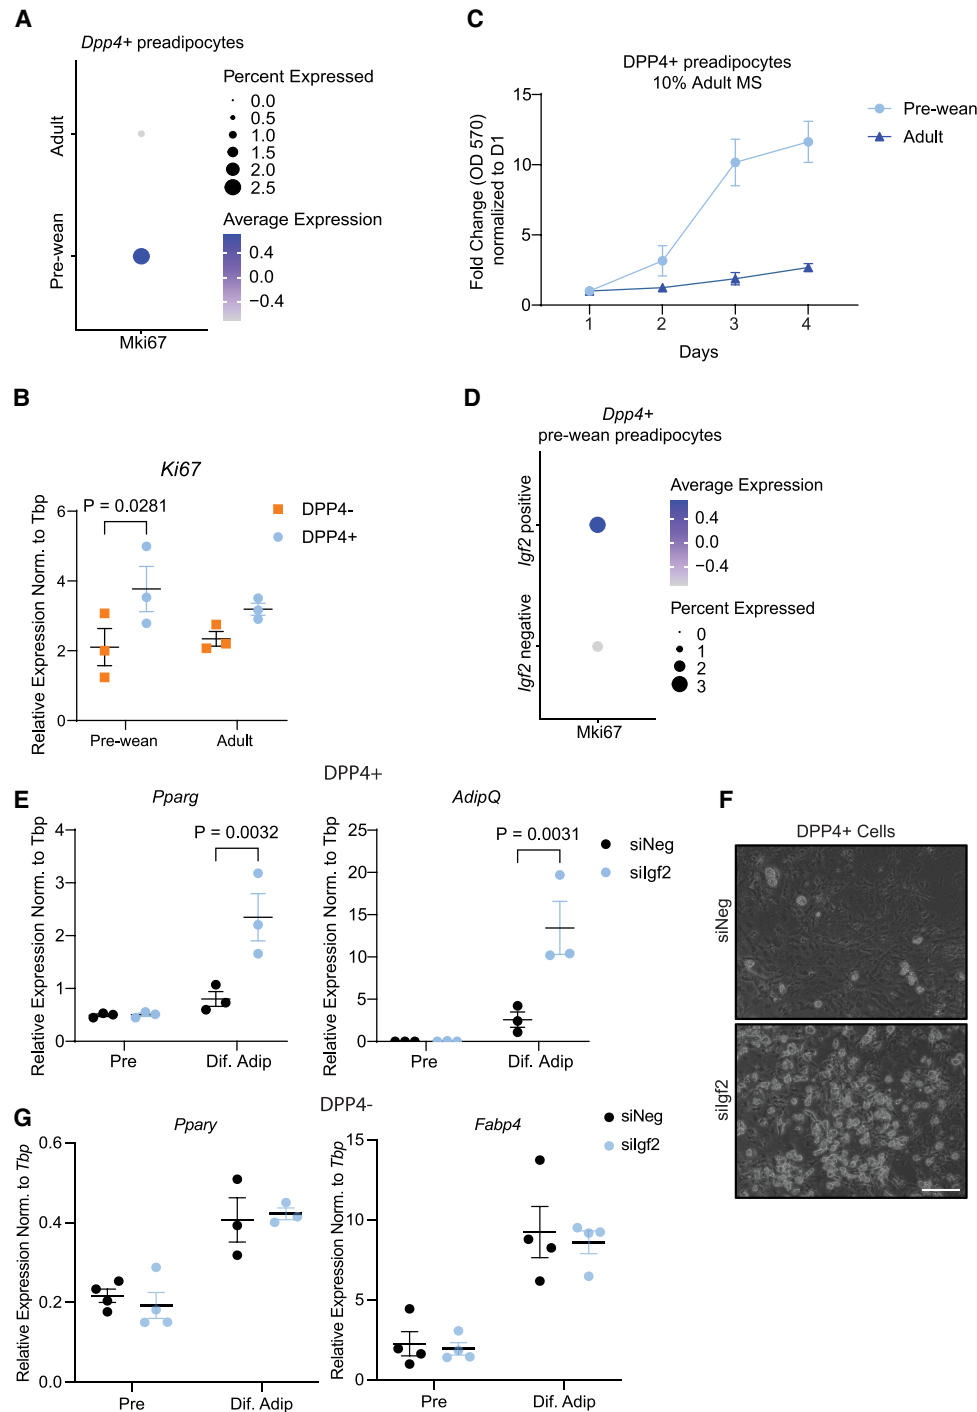 A
Dpp4+ preadipocytes
Adult
Pre-wean
Mki67
Percent Expressed
0.0
0.5
1.0
1.5
2.0
2.5
Average Expression
0.4
0.0
−0.4
C
DPP4+ preadipocytes
10% Adult MS
Fold Change (OD 570)
normalized to D1
15
10
5
0
1 2 3 4
Days
Pre-wean
Adult
B
Ki67
Relative Expression Norm. to Tbp
6
4
2
0
P = 0.0281
Pre-wean Adult
DPP4-
DPP4+
D
Dpp4+
pre-wean preadipocytes
Igf2 positive
Igf2 negative
Mki67
Average Expression
0.4
0.0
−0.4
Percent Expressed
0
1
2
3
DPP4+
E
Pparg
Relative Expression Norm. to Tbp
4
3
2
1
0
P = 0.0032
Pre Dif. Adip
AdipQ
Relative Expression Norm. to Tbp
25
20
15
10
5
0
P = 0.0031
Pre Dif. Adip
siNeg
siIgf2
F
DPP4+ Cells
siNeg
siIgf2
G
DPP4-
Pparγ
Relative Expression Norm. to Tbp
0.6
0.4
0.2
0.0
Pre Dif. Adip
Fabp4
Relative Expression Norm. to Tbp
15
10
5
0
Pre Dif. Adip
siNeg
siIgf2